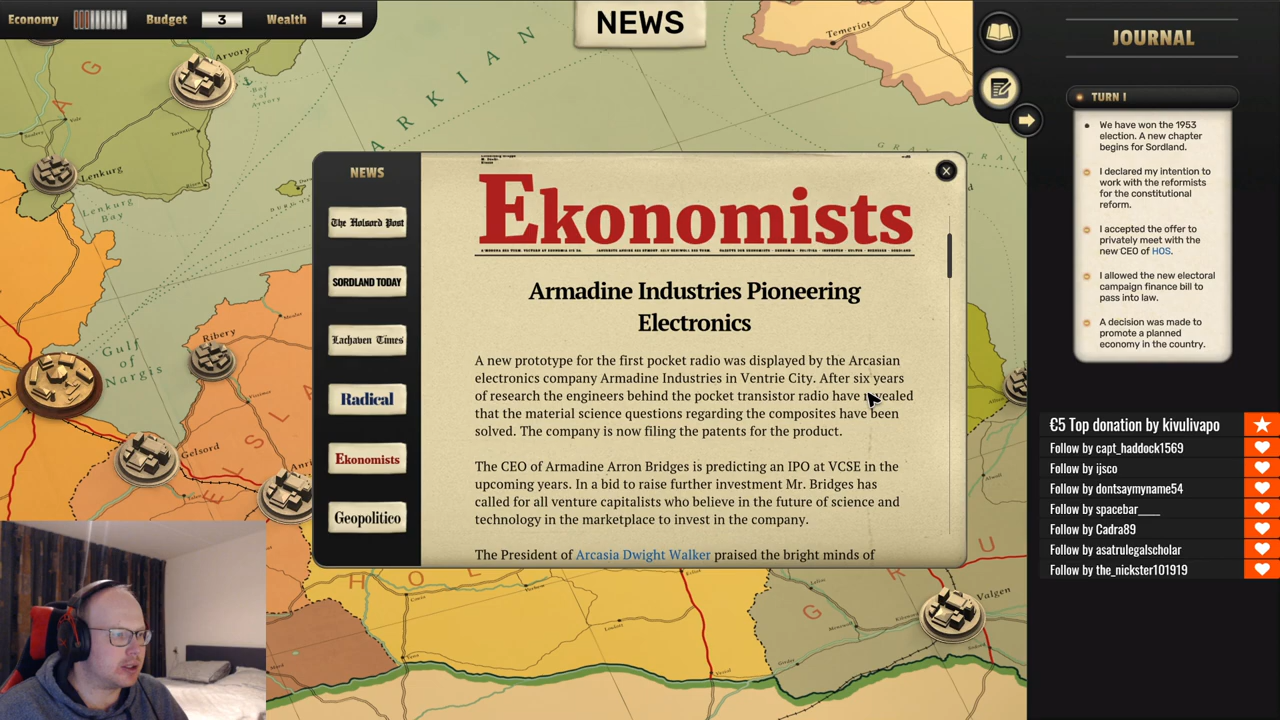 Economy
Budget 3
Wealth 2
NEWS
JOURNAL
TURN I
We have won the 1953
election. A new chapter
begins for Sordland.
I declared my intention to
work with the reformists
for the constitutional
reform.
I accepted the offer to
privately meet with the
new CEO of HOS.
I allowed the new electoral
campaign finance bill to
pass into law.
A decision was made to
promote a planned
economy in the country.
NEWS
The Holsord Post
SORDLAND TODAY
Lachaven Times
Radical
Ekonomists
Geopolitico
Ekonomists
Armadine Industries Pioneering
Electronics
A new prototype for the first pocket radio was displayed by the Arcasian
electronics company Armadine Industries in Ventrie City. After six years
of research the engineers behind the pocket transistor radio have revealed
that the material science questions regarding the composites have been
solved. The company is now filing the patents for the product.
The CEO of Armadine Arron Bridges is predicting an IPO at VCSE in the
upcoming years. In a bid to raise further investment Mr. Bridges has
called for all venture capitalists who believe in the future of science and
technology in the marketplace to invest in the company.
The President of Arcasia Dwight Walker praised the bright minds of
Arvory
Bay of
Arvory
Lenkurg
Lenkurg
Bay
Gulf
of
Nargis
Ribery
Gelsord
Temeriot
Valgen
ARKIAN
€5 Top donation by kivulivapo
Follow by capt_haddock1569
Follow by ijsco
Follow by dontsaymyname54
Follow by spacebar____
Follow by Cadra89
Follow by asatrulegalscholar
Follow by the_nickster101919